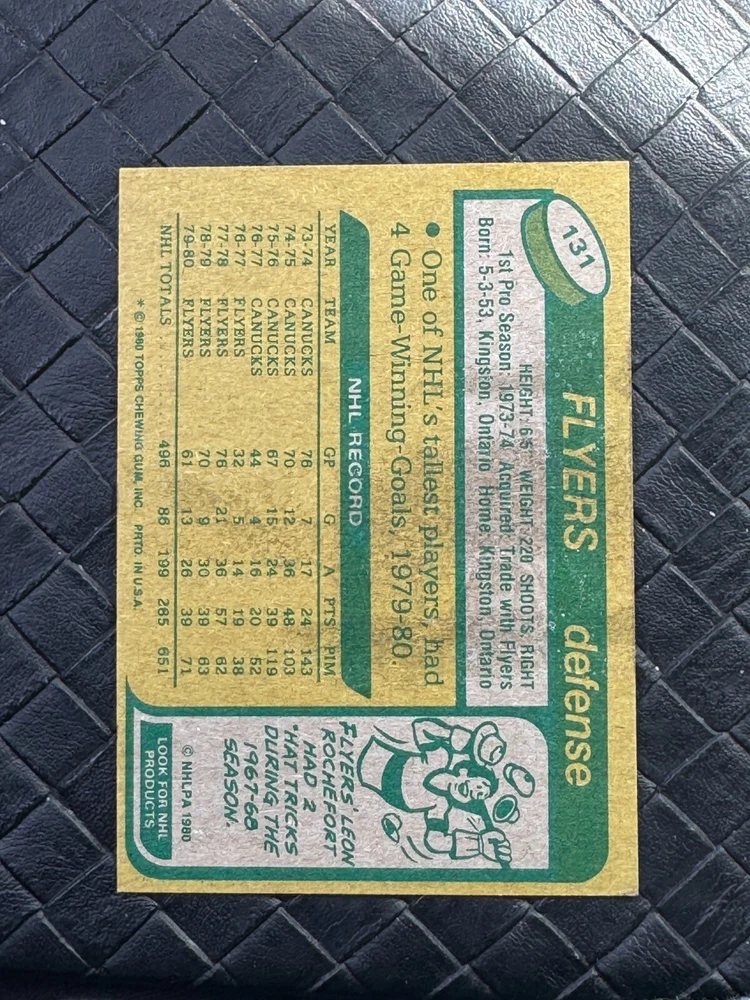 131
FLYERS defense
HEIGHT: 6'5" WEIGHT: 220 SHOOTS: RIGHT
1st Pro Season: 1973-74 Acquired: Trade with Flyers
Born: 5-3-53, Kingston, Ontario Home: Kingston, Ontario
• One of NHL's tallest players, had
4 Game-Winning-Goals, 1979-80.
NHL RECORD
YEAR TEAM GP G A PTS PIM
73-74 CANUCKS 76 7 17 24 143
74-75 CANUCKS 70 12 36 48 103
75-76 CANUCKS 67 15 24 39 119
76-77 CANUCKS 44 4 16 20 52
76-77 FLYERS 32 5 14 19 38
77-78 FLYERS 76 21 36 57 62
78-79 FLYERS 70 9 30 39 63
79-80 FLYERS 61 13 26 39 71
NHL TOTALS ........ 496 86 199 285 651
* © 1980 TOPPS CHEWING GUM, INC. PRTD. IN U.S.A.
FLYERS' LEON
ROCHEFORT
HAD 2
"HAT TRICKS"
DURING THE
1967-68
SEASON.
© NHLPA 1980
LOOK FOR NHL
PRODUCTS